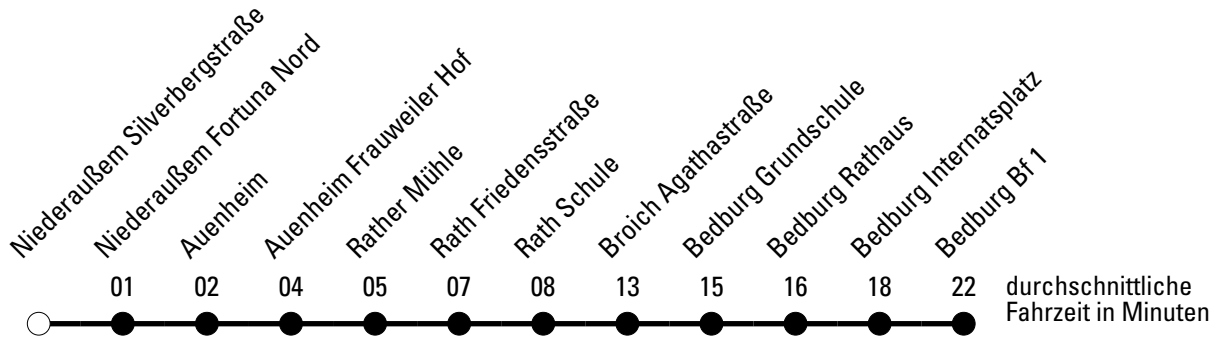 Niederaußem Silverbergstraße
Niederaußem Fortuna Nord
Auenheim
Auenheim Frauweiler Hof
Rather Mühle
Rath Friedensstraße
Rath Schule
Broich Agathastraße
Bedburg Grundschule
Bedburg Rathaus
Bedburg Internatsplatz
Bedburg Bf 1
01 02 04 05 07 08 13 15 16 18 22 durchschnittliche
Fahrzeit in Minuten